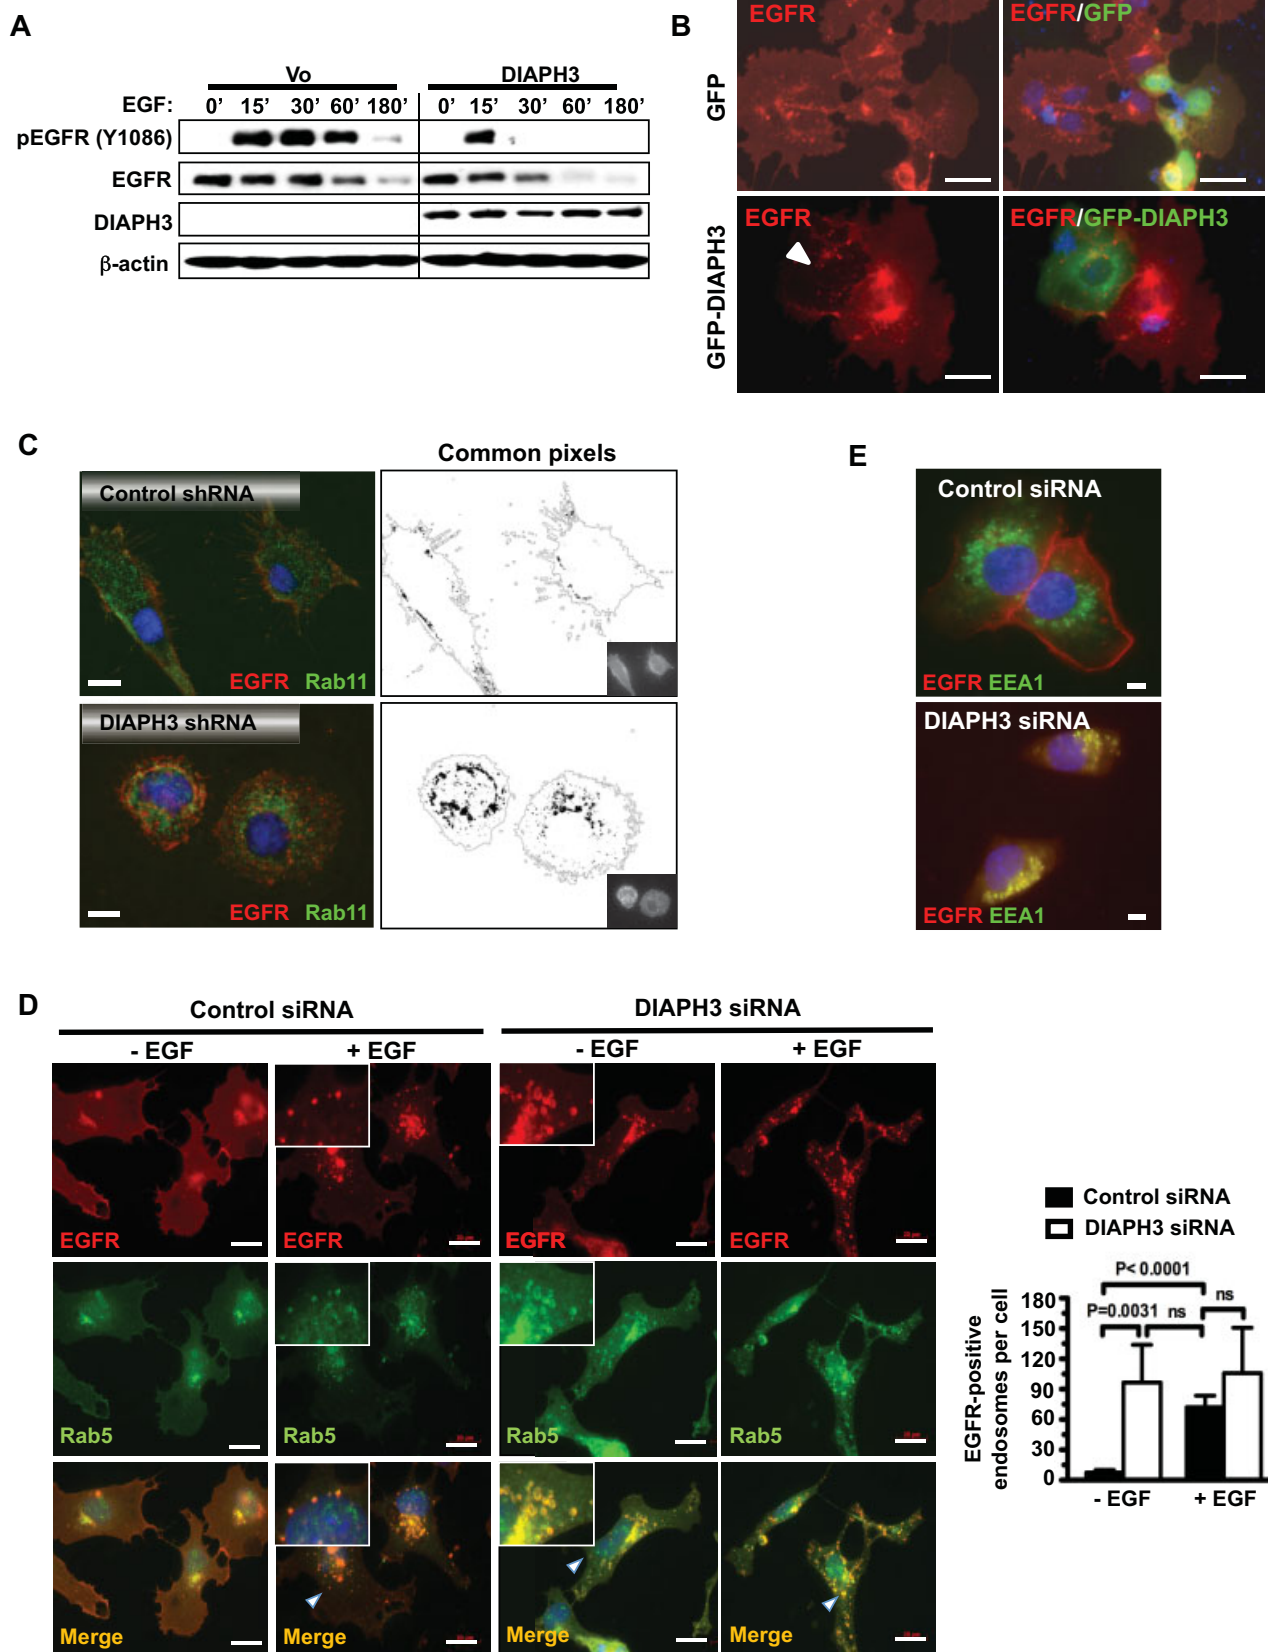 A
Vo DIAPH3
EGF: 0’ 15’ 30’ 60’ 180’ 0’ 15’ 30’ 60’ 180’
pEGFR (Y1086)
EGFR
DIAPH3
β-actin
B
GFP
EGFR
EGFR/GFP
GFP-DIAPH3
EGFR
EGFR/GFP-DIAPH3
C
Common pixels
Control shRNA
EGFR Rab11
DIAPH3 shRNA
EGFR Rab11
E
Control siRNA
EGFR EEA1
DIAPH3 siRNA
EGFR EEA1
D
Control siRNA DIAPH3 siRNA
- EGF + EGF - EGF + EGF
EGFR EGFR EGFR EGFR
Rab5 Rab5 Rab5 Rab5
Merge Merge Merge Merge
Control siRNA
DIAPH3 siRNA
P< 0.0001
ns
P=0.0031 ns
EGFR-positive
endosomes per cell
180
150
120
90
60
30
0
- EGF + EGF